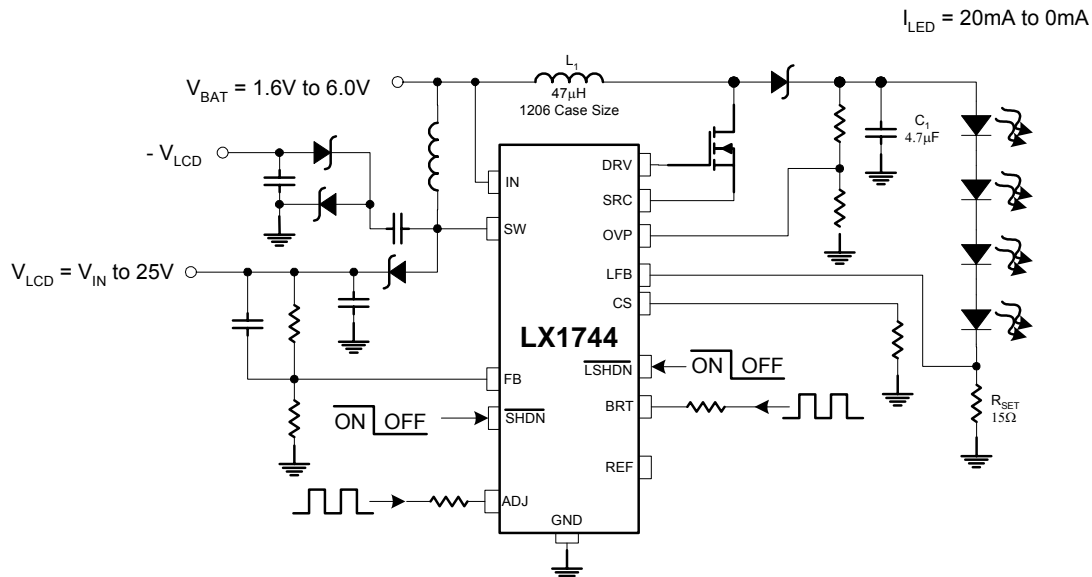 I_LED = 20mA to 0mA
L_1
V_BAT = 1.6V to 6.0V
47µH
1206 Case Size
C_1
4.7µF
- V_LCD
DRV
IN
SRC
SW
OVP
V_LCD = V_IN to 25V
LFB
CS
LX1744
LSHDN
ON OFF
FB
BRT
R_SET
15Ω
ON OFF
SHDN
REF
ADJ
GND